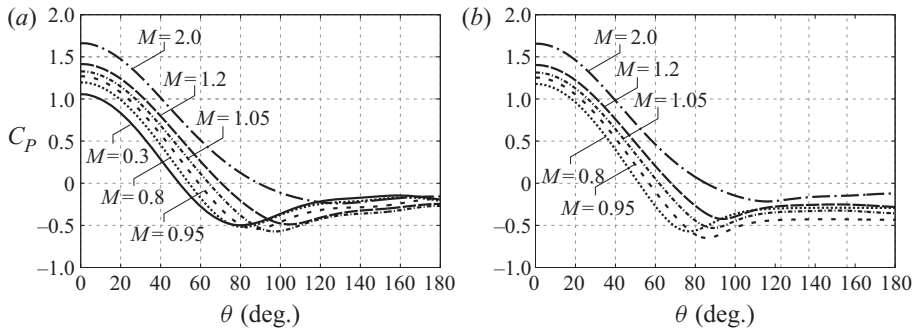 (a)
2.0
1.5
1.0
0.5
0
−0.5
−1.0
C_P
M = 2.0
M = 1.2
M = 1.05
M = 0.3
M = 0.8
M = 0.95
0 20 40 60 80 100 120 140 160 180
θ (deg.)
(b)
2.0
1.5
1.0
0.5
0
−0.5
−1.0
M = 2.0
M = 1.2
M = 1.05
M = 0.8
M = 0.95
0 20 40 60 80 100 120 140 160 180
θ (deg.)